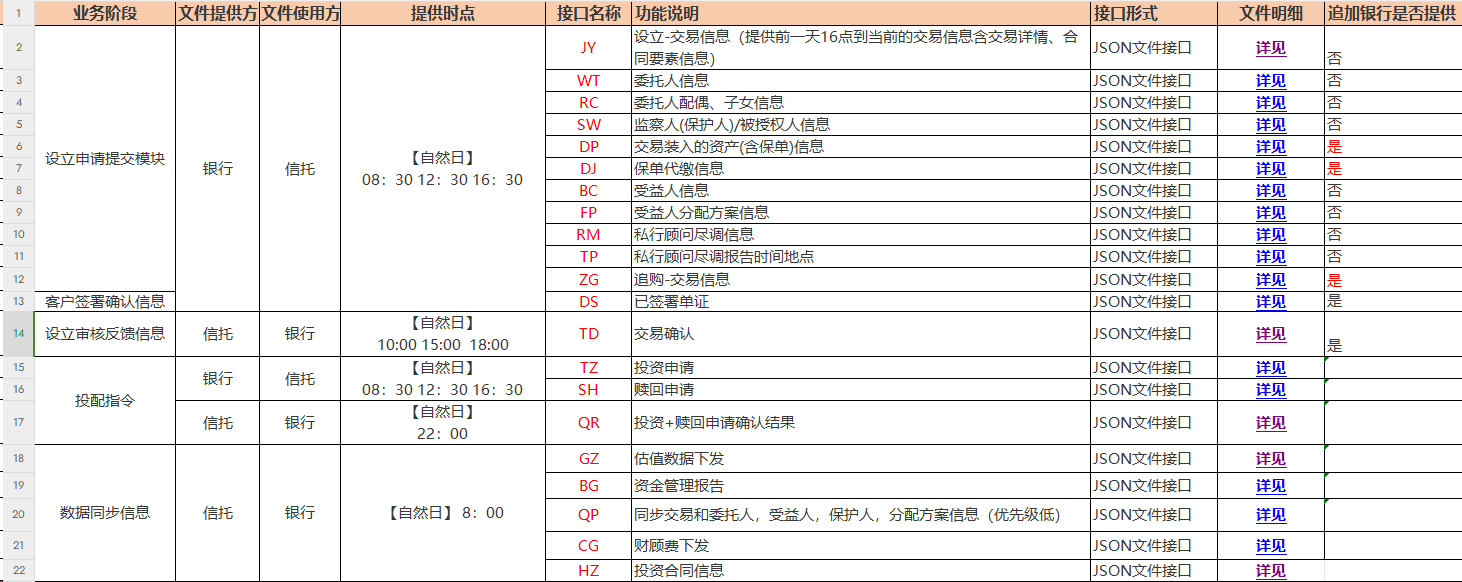 1 业务阶段 文件提供方 文件使用方 提供时点 接口名称 功能说明 接口形式 文件明细 追加银行是否提供
2 JY 设立-交易信息（提供前一天16点到当前的交易信息含交易详情、合
同要素信息） JSON文件接口 详见 否
3 WT 委托人信息 JSON文件接口 详见 否
4 RC 委托人配偶、子女信息 JSON文件接口 详见 否
5 SW 监察人(保护人)/被授权人信息 JSON文件接口 详见 否
6 DP 交易装入的资产(含保单)信息 JSON文件接口 详见 是
设立申请提交模块 银行 信托 【自然日】
08：30 12：30 16：30
7 DJ 保单代缴信息 JSON文件接口 详见 是
8 BC 受益人信息 JSON文件接口 详见 否
9 FP 受益人分配方案信息 JSON文件接口 详见 否
10 RM 私行顾问尽调信息 JSON文件接口 详见 否
11 TP 私行顾问尽调报告时间地点 JSON文件接口 详见 否
12 ZG 追购-交易信息 JSON文件接口 详见 是
13 客户签署确认信息 DS 已签署单证 JSON文件接口 详见 是
14 设立审核反馈信息 信托 银行 【自然日】
10:00 15:00 18:00 TD 交易确认 JSON文件接口 详见 是
15 投配指令 银行 信托 【自然日】
08：30 12：30 16：30 TZ 投资申请 JSON文件接口 详见
16 SH 赎回申请 JSON文件接口 详见
17 信托 银行 【自然日】
22：00 QR 投资+赎回申请确认结果 JSON文件接口 详见
18 GZ 估值数据下发 JSON文件接口 详见
19 BG 资金管理报告 JSON文件接口 详见
20 数据同步信息 信托 银行 【自然日】8：00 QP 同步交易和委托人，受益人，保护人，分配方案信息（优先级低） JSON文件接口 详见
21 CG 财顾费下发 JSON文件接口 详见
22 HZ 投资合同信息 JSON文件接口 详见